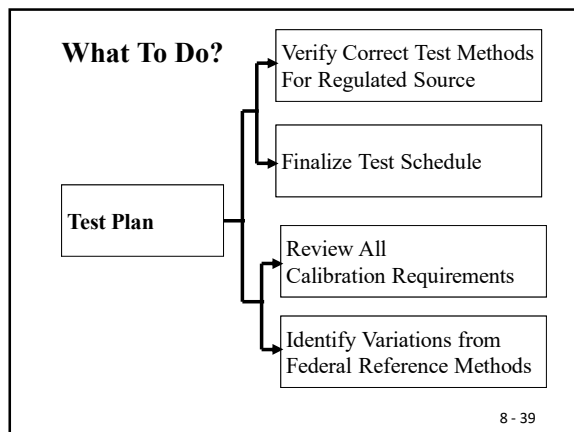 What To Do?
Verify Correct Test Methods
For Regulated Source
Finalize Test Schedule
Test Plan
Review All
Calibration Requirements
Identify Variations from
Federal Reference Methods
8 - 39